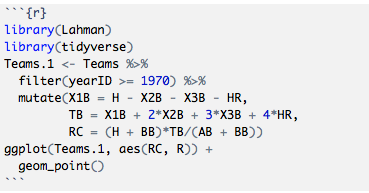 ```{r}
library(Lahman)
library(tidyverse)
Teams.1 <- Teams %>%
  filter(yearID >= 1970) %>%
  mutate(X1B = H - X2B - X3B - HR,
         TB = X1B + 2*X2B + 3*X3B + 4*HR,
         RC = (H + BB)*TB/(AB + BB))
ggplot(Teams.1, aes(RC, R)) +
  geom_point()
```